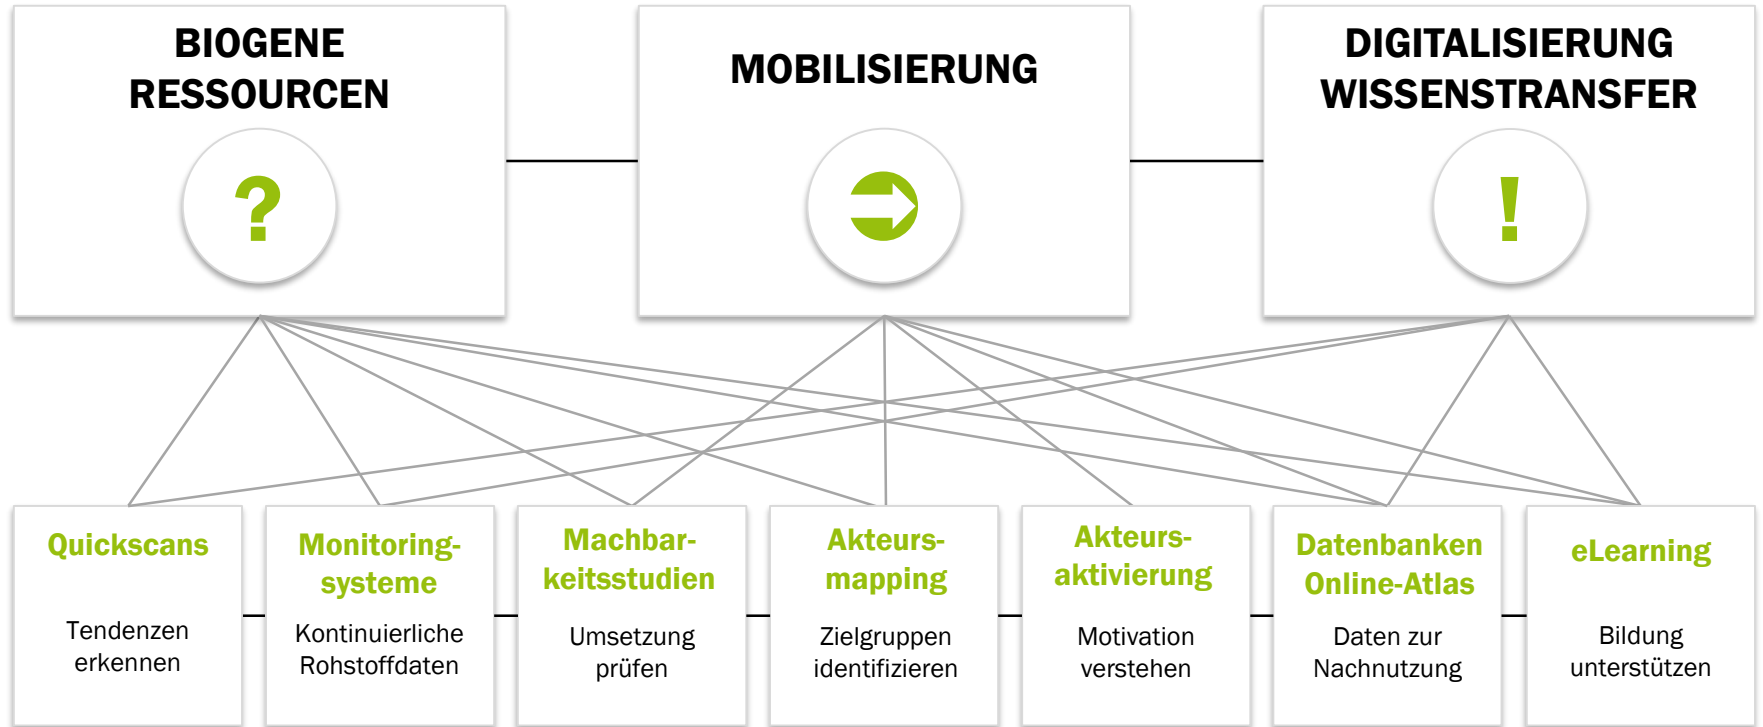 BIOGENE
RESSOURCEN
?
MOBILISIERUNG
DIGITALISIERUNG
WISSENSTRANSFER
!
Quickscans
Tendenzen
erkennen
Monitoring-
systeme
Kontinuierliche
Rohstoffdaten
Machbar-
keitsstudien
Umsetzung
prüfen
Akteurs-
mapping
Zielgruppen
identifizieren
Akteurs-
aktivierung
Motivation
verstehen
Datenbanken
Online-Atlas
Daten zur
Nachnutzung
eLearning
Bildung
unterstützen